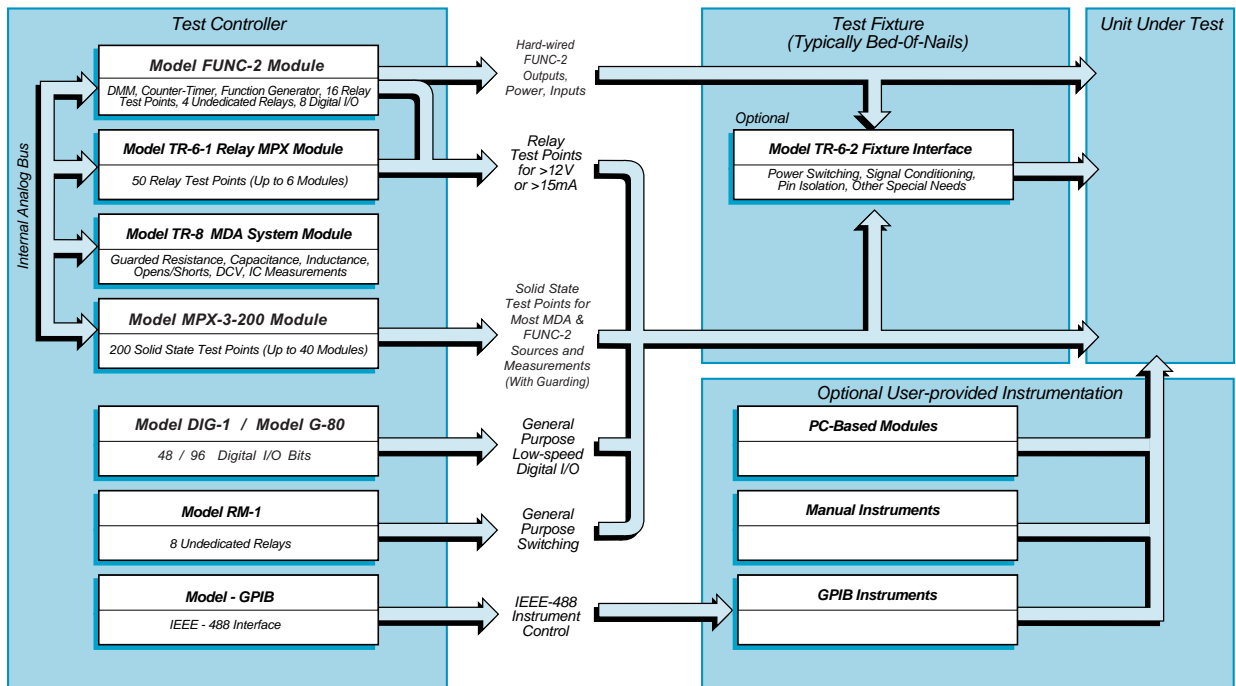 Test Controller
Internal Analog Bus
Model FUNC-2 Module
DMM, Counter-Timer, Function Generator, 16 Relay
Test Points, 4 Undedicated Relays, 8 Digital I/O
Model TR-6-1 Relay MPX Module
50 Relay Test Points (Up to 6 Modules)
Model TR-8 MDA System Module
Guarded Resistance, Capacitance, Inductance,
Opens/Shorts, DCV, IC Measurements
Model MPX-3-200 Module
200 Solid State Test Points (Up to 40 Modules)
Model DIG-1 / Model G-80
48 / 96 Digital I/O Bits
Model RM-1
8 Undedicated Relays
Model - GPIB
IEEE - 488 Interface
Hard-wired
FUNC-2
Outputs,
Power, Inputs
Relay
Test Points
for >12V
or >15mA
Solid State
Test Points for
Most MDA &
FUNC-2
Sources and
Measurements
(With Guarding)
General
Purpose
Low-speed
Digital I/O
General
Purpose
Switching
IEEE-488
Instrument
Control
Test Fixture
(Typically Bed-0f-Nails)
Optional
Model TR-6-2 Fixture Interface
Power Switching, Signal Conditioning,
Pin Isolation, Other Special Needs
Unit Under Test
Optional User-provided Instrumentation
PC-Based Modules
Manual Instruments
GPIB Instruments